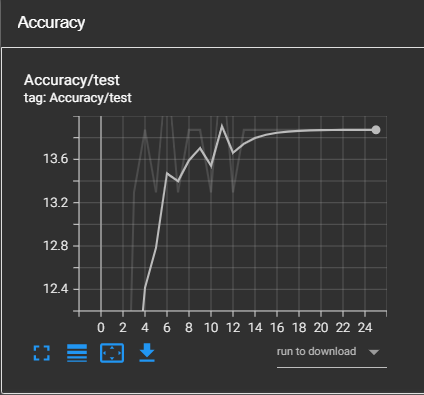 Accuracy
Accuracy/test
tag: Accuracy/test
13.6
13.2
12.8
12.4
0 2 4 6 8 10 12 14 16 18 20 22 24
run to download